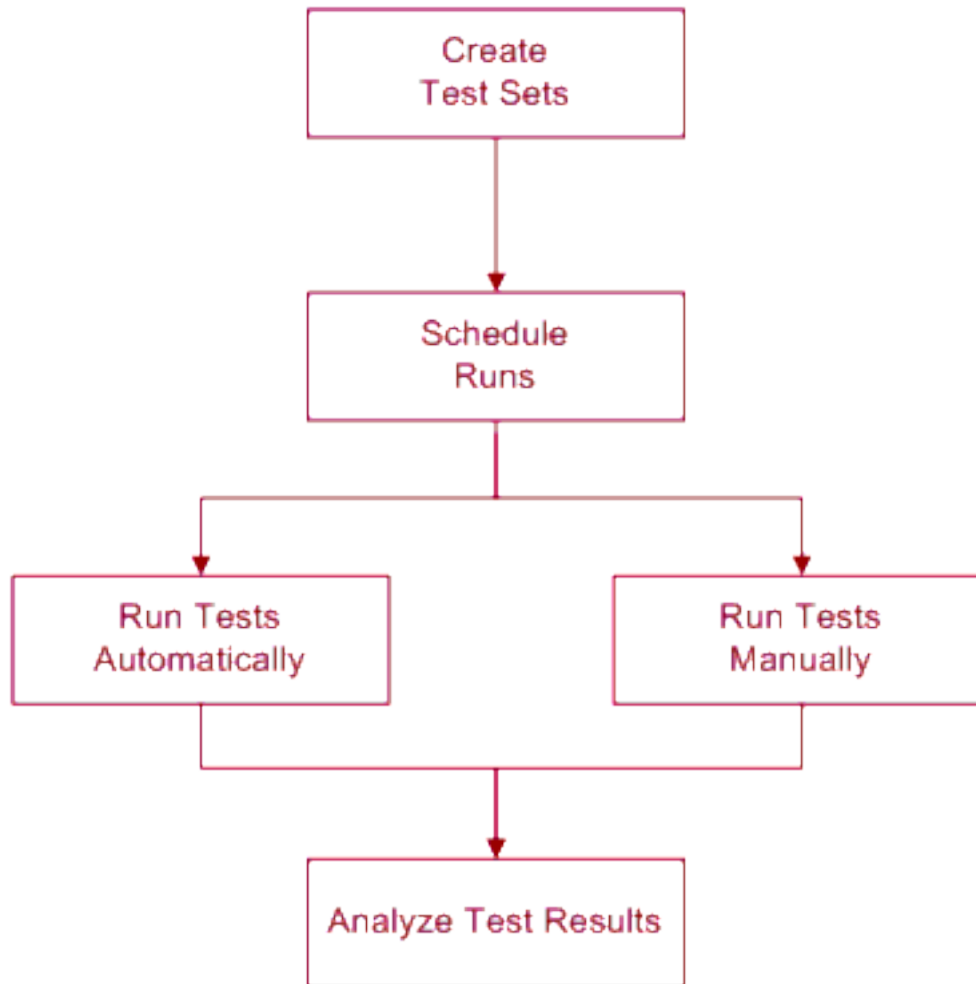 Create
Test Sets
Schedule
Runs
Run Tests
Automatically
Run Tests
Manually
Analyze Test Results